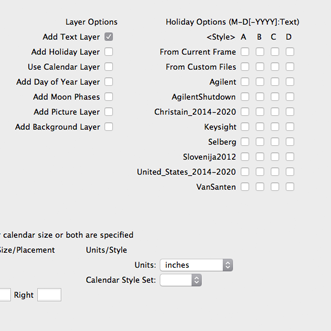 Layer Options
Add Text Layer
Add Holiday Layer
Use Calendar Layer
Add Day of Year Layer
Add Moon Phases
Add Picture Layer
Add Background Layer
Holiday Options (M-D[-YYYY]:Text)
<Style> A B C D
From Current Frame
From Custom Files
Agilent
AgilentShutdown
Christain_2014-2020
Keysight
Selberg
Slovenija2012
United_States_2014-2020
VanSanten
calendar size or both are specified
Size/Placement Units/Style
Units: inches
Calendar Style Set:
Right